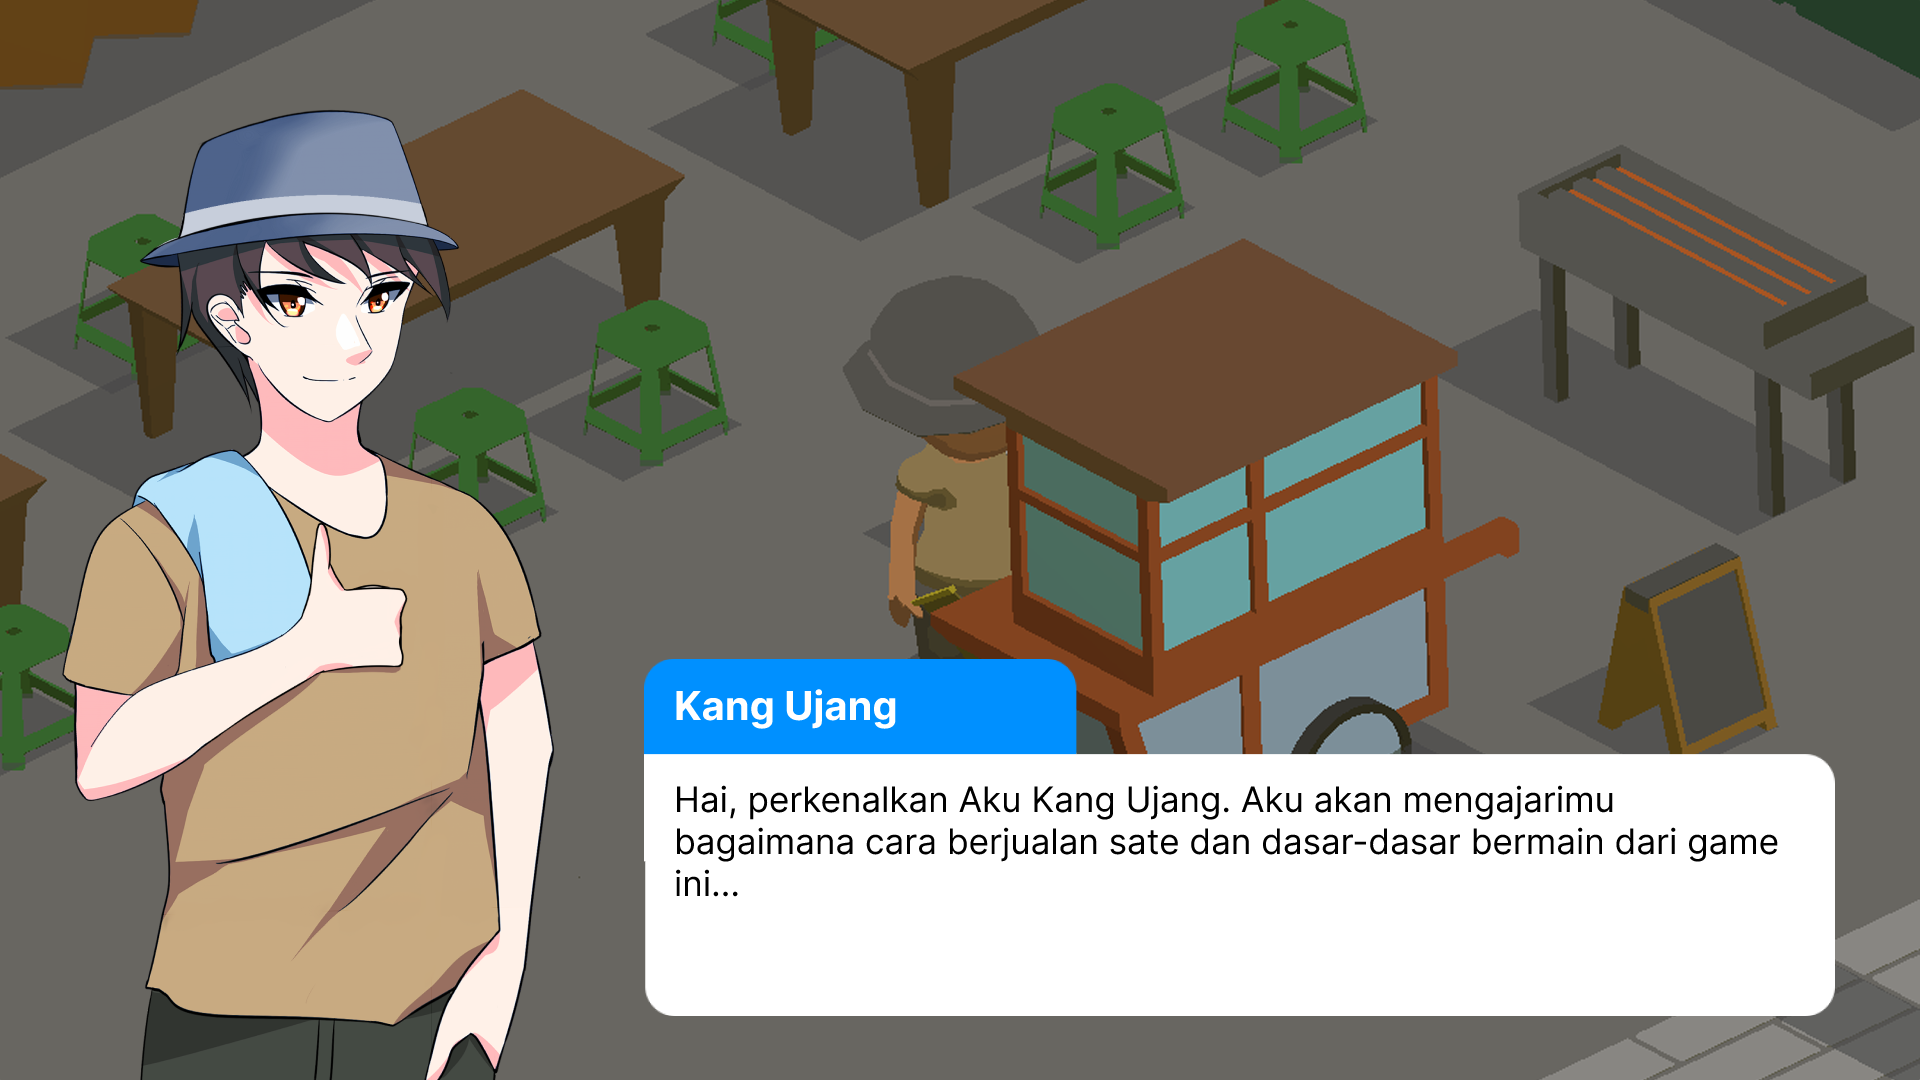 Kang Ujang
Hai, perkenalkan Aku Kang Ujang. Aku akan mengajarimu
bagaimana cara berjualan sate dan dasar-dasar bermain dari game
ini...